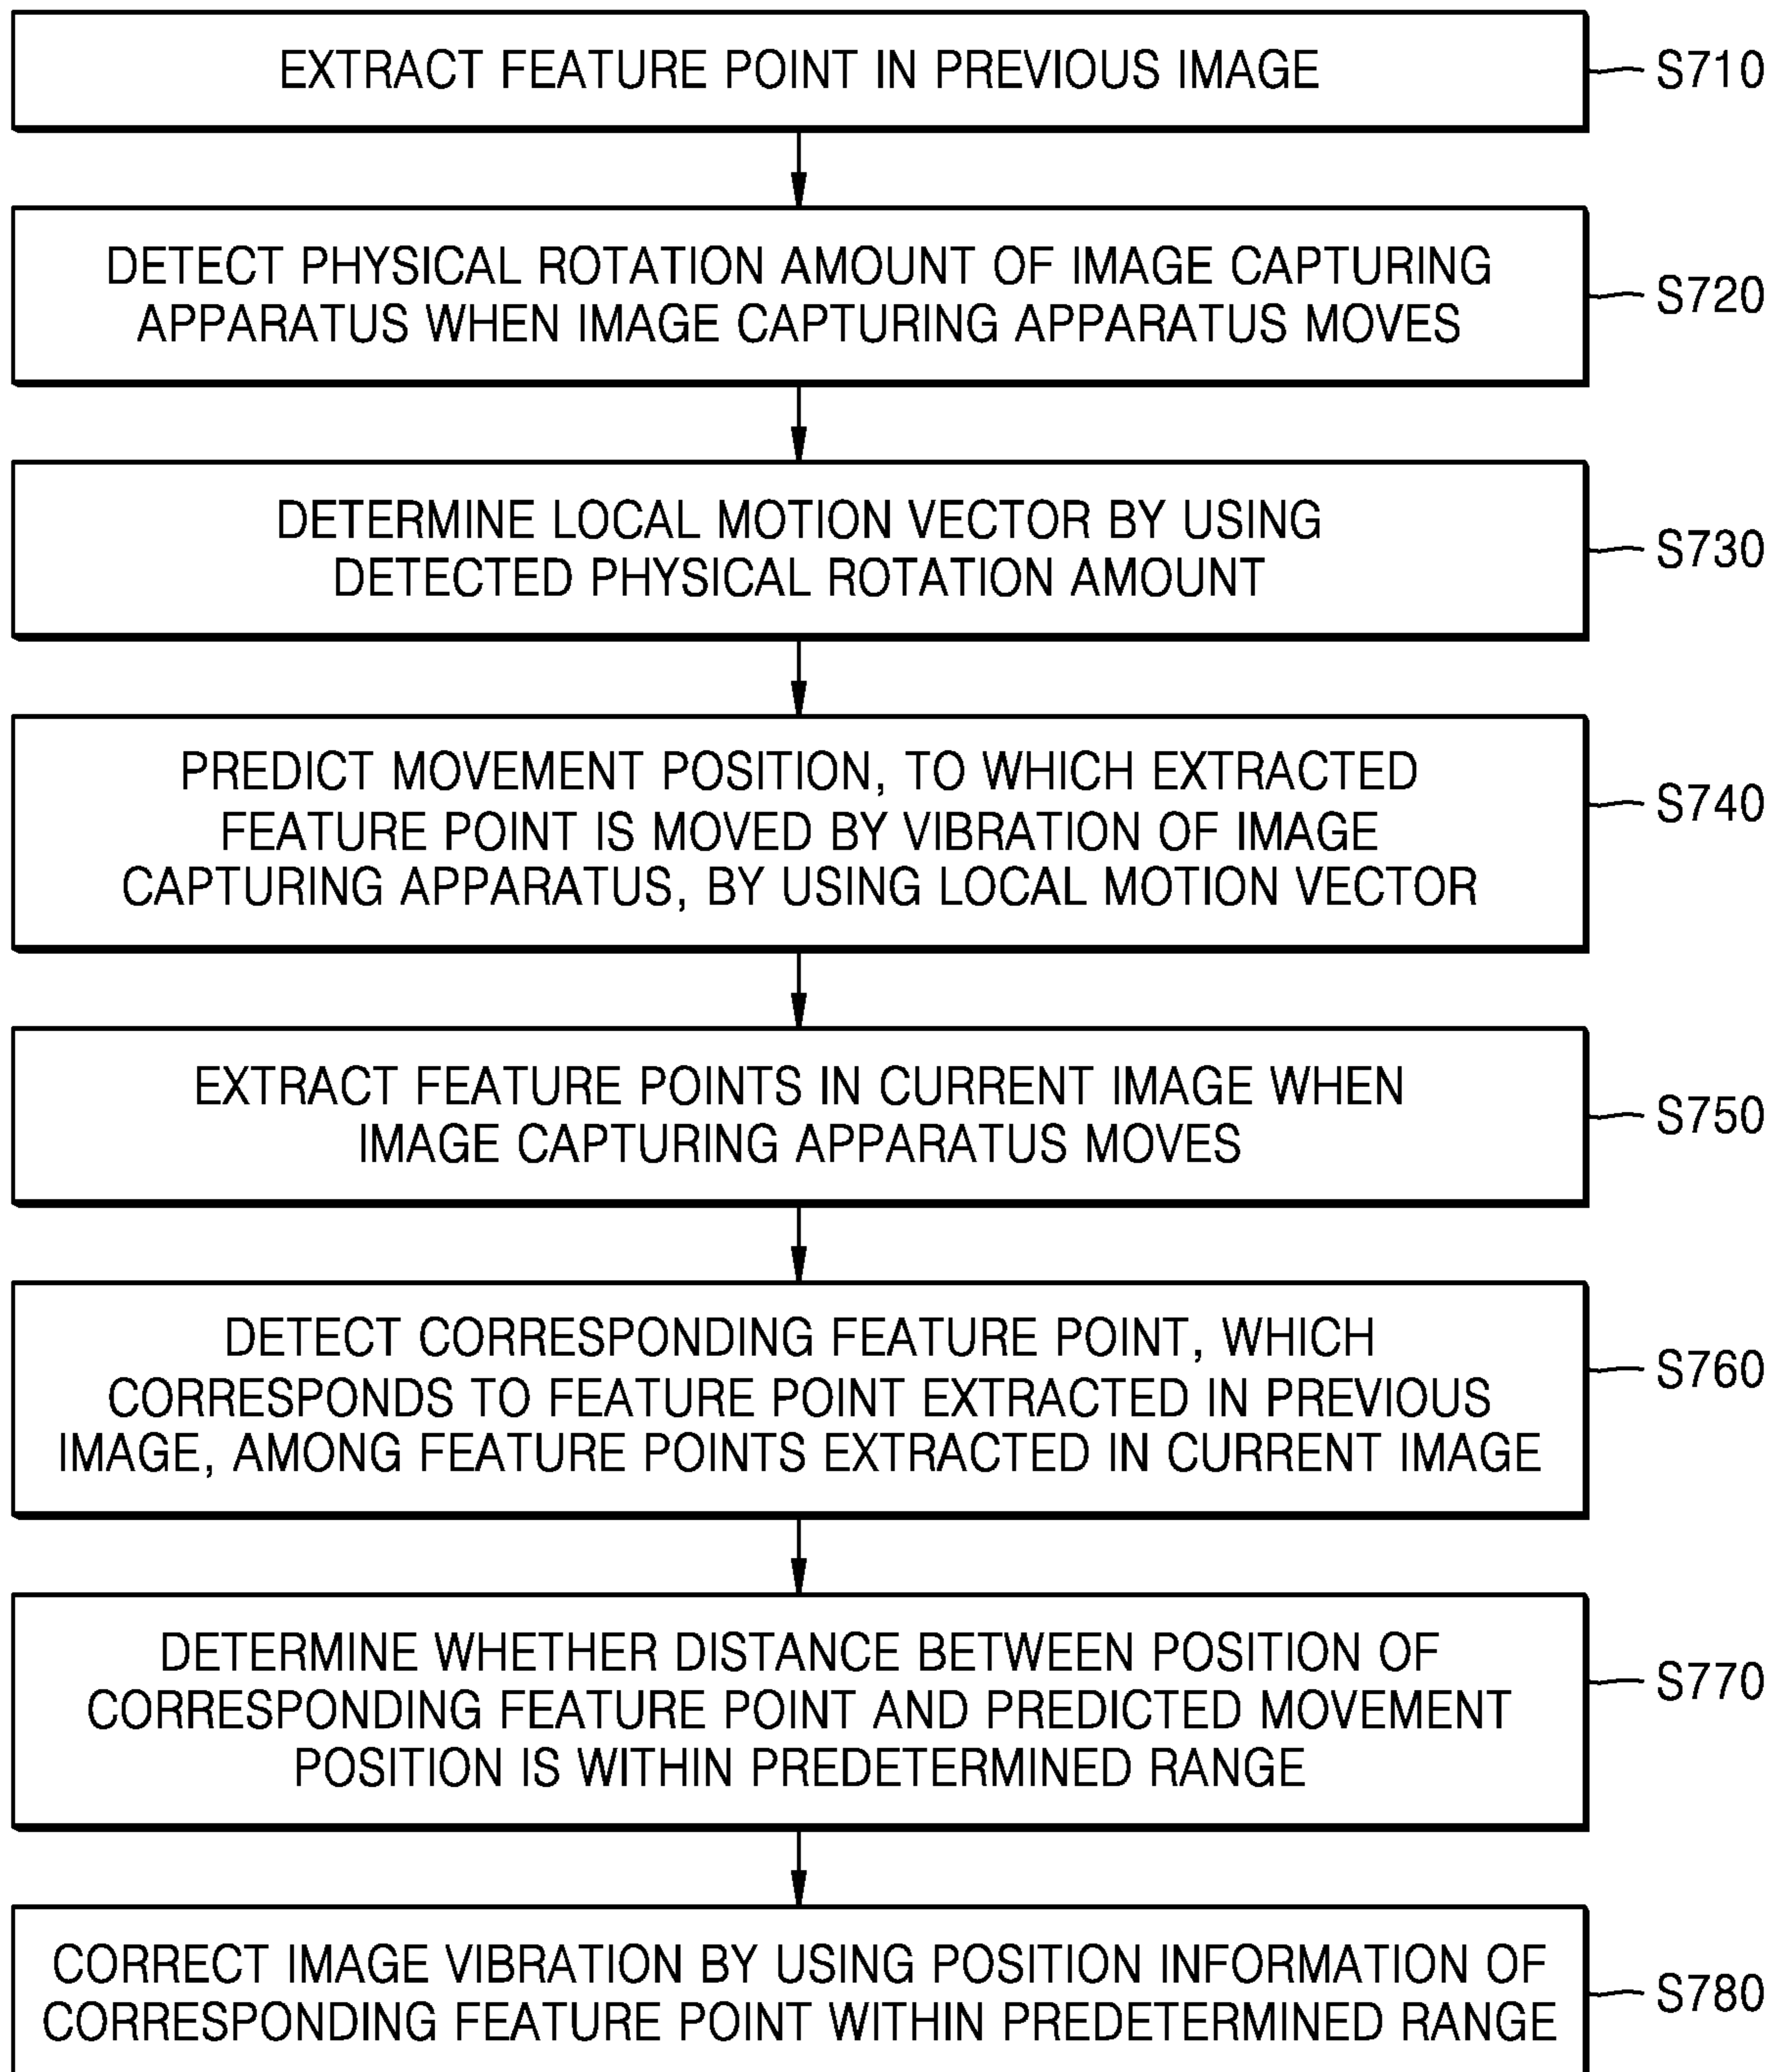 EXTRACT FEATURE POINT IN PREVIOUS IMAGE
S710
DETECT PHYSICAL ROTATION AMOUNT OF IMAGE CAPTURING
APPARATUS WHEN IMAGE CAPTURING APPARATUS MOVES
S720
DETERMINE LOCAL MOTION VECTOR BY USING
DETECTED PHYSICAL ROTATION AMOUNT
S730
PREDICT MOVEMENT POSITION, TO WHICH EXTRACTED
FEATURE POINT IS MOVED BY VIBRATION OF IMAGE
CAPTURING APPARATUS, BY USING LOCAL MOTION VECTOR
S740
EXTRACT FEATURE POINTS IN CURRENT IMAGE WHEN
IMAGE CAPTURING APPARATUS MOVES
S750
DETECT CORRESPONDING FEATURE POINT, WHICH
CORRESPONDS TO FEATURE POINT EXTRACTED IN PREVIOUS
IMAGE, AMONG FEATURE POINTS EXTRACTED IN CURRENT IMAGE
S760
DETERMINE WHETHER DISTANCE BETWEEN POSITION OF
CORRESPONDING FEATURE POINT AND PREDICTED MOVEMENT
POSITION IS WITHIN PREDETERMINED RANGE
S770
CORRECT IMAGE VIBRATION BY USING POSITION INFORMATION OF
CORRESPONDING FEATURE POINT WITHIN PREDETERMINED RANGE
S780